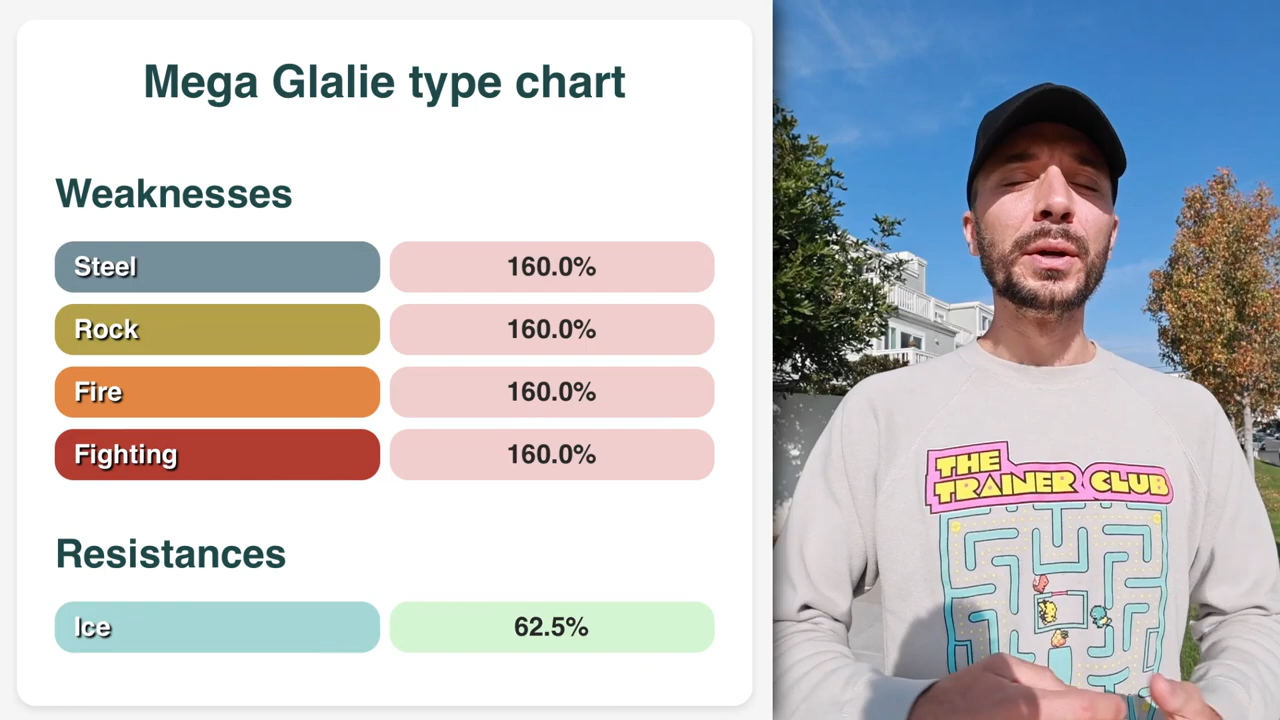 Mega Glalie type chart
Weaknesses
Steel 160.0%
Rock 160.0%
Fire 160.0%
Fighting 160.0%
Resistances
Ice 62.5%
THE
TRAINER CLUB